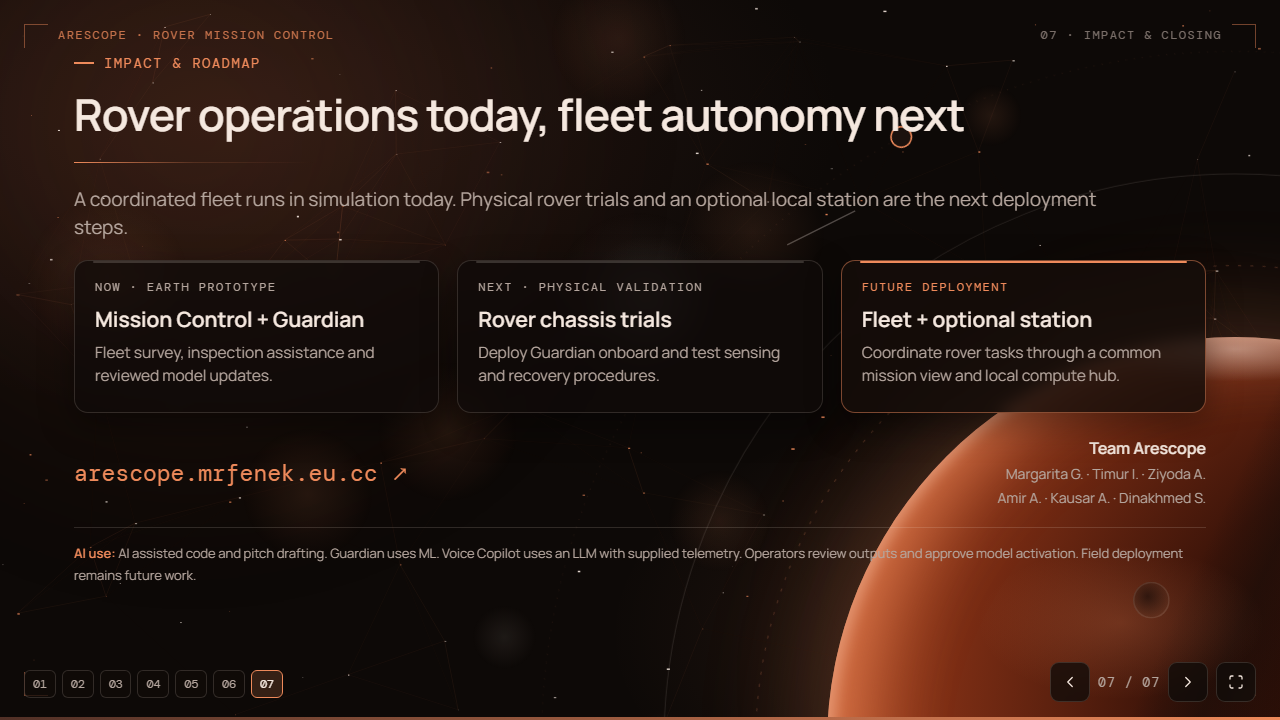 ARESCOPE · ROVER MISSION CONTROL
07 · IMPACT & CLOSING
IMPACT & ROADMAP
Rover operations today, fleet autonomy next
A coordinated fleet runs in simulation today. Physical rover trials and an optional local station are the next deployment
steps.
NOW · EARTH PROTOTYPE
Mission Control + Guardian
Fleet survey, inspection assistance and
reviewed model updates.
NEXT · PHYSICAL VALIDATION
Rover chassis trials
Deploy Guardian onboard and test sensing
and recovery procedures.
FUTURE DEPLOYMENT
Fleet + optional station
Coordinate rover tasks through a common
mission view and local compute hub.
arescope.mrfenek.eu.cc ↗
Team Arescope
Margarita G. · Timur I. · Ziyoda A.
Amir A. · Kausar A. · Dinakhmed S.
AI use: AI assisted code and pitch drafting. Guardian uses ML. Voice Copilot uses an LLM with supplied telemetry. Operators review outputs and approve model activation. Field deployment
remains future work.
01 02 03 04 05 06 07
07 / 07